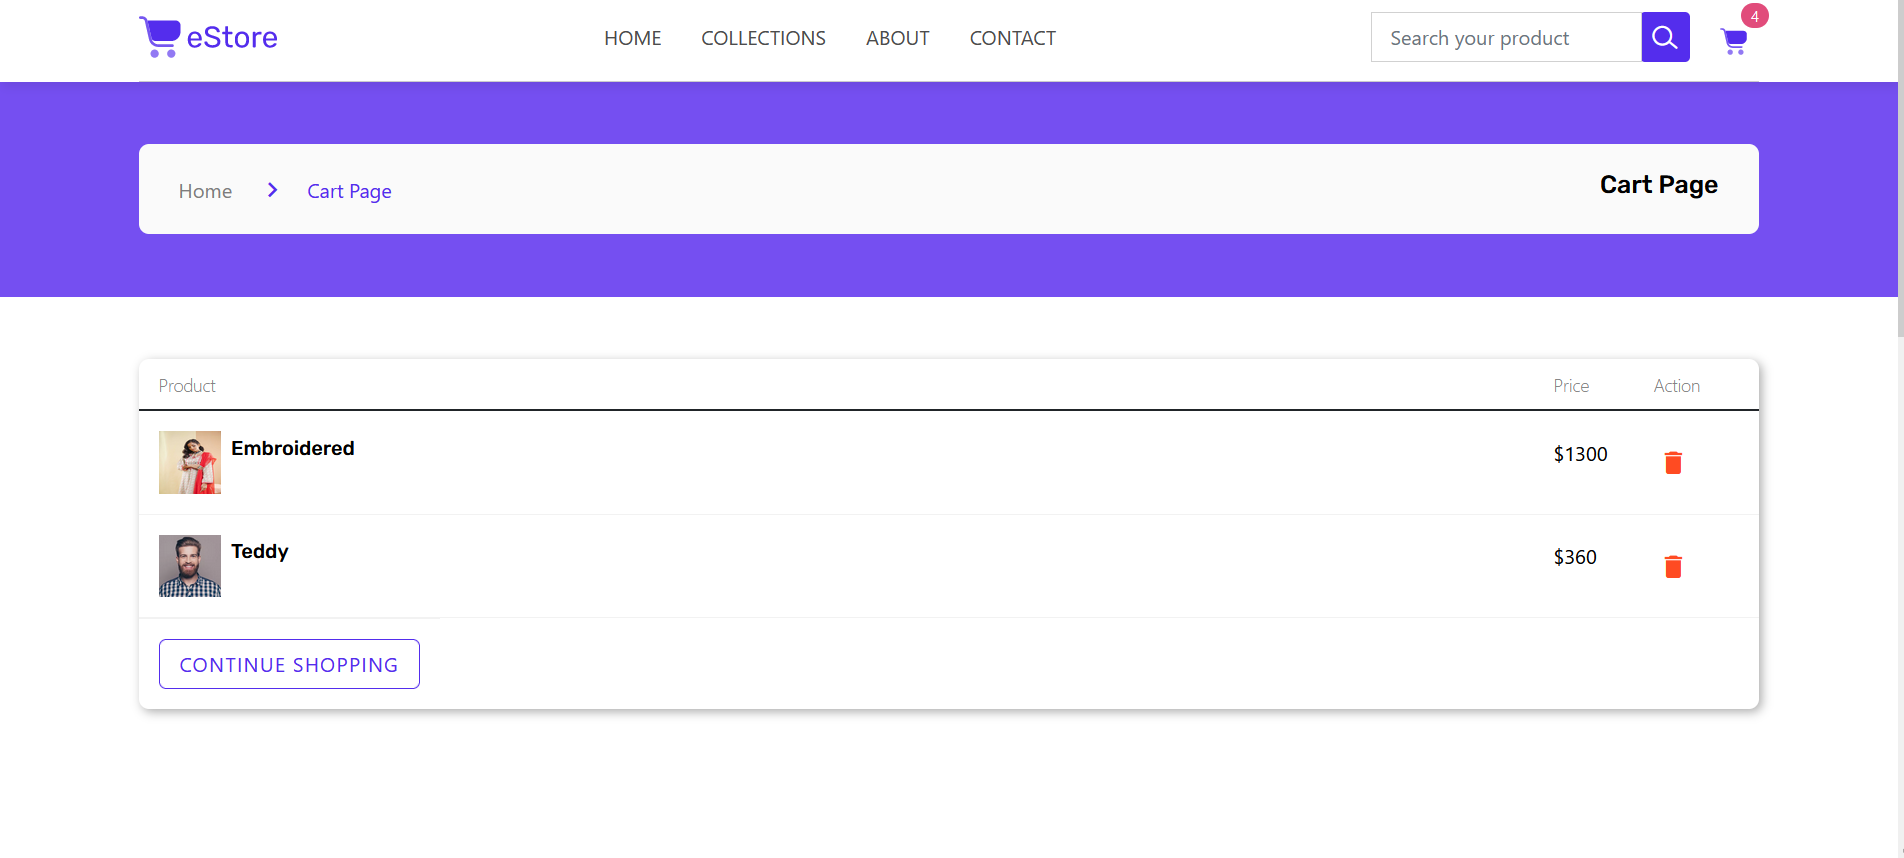 eStore
HOME COLLECTIONS ABOUT CONTACT
Search your product
4
Home Cart Page
Cart Page
Product Price Action
Embroidered $1300
Teddy $360
CONTINUE SHOPPING